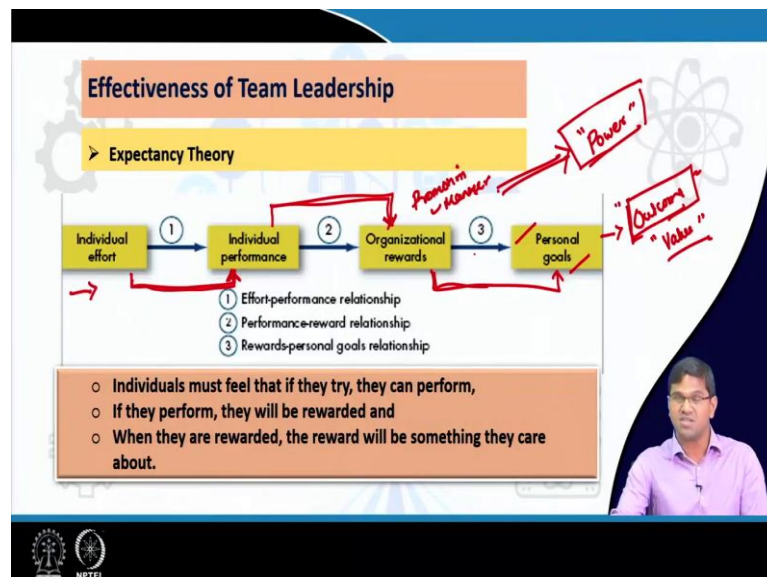 Effectiveness of Team Leadership
➢ Expectancy Theory
"Power"
Promotion
Manager
"Outcome"
"Value"
Individual effort
1
Individual performance
2
Organizational rewards
3
Personal goals
1 Effort-performance relationship
2 Performance-reward relationship
3 Rewards-personal goals relationship
o Individuals must feel that if they try, they can perform,
o If they perform, they will be rewarded and
o When they are rewarded, the reward will be something they care
about.
NPTEL